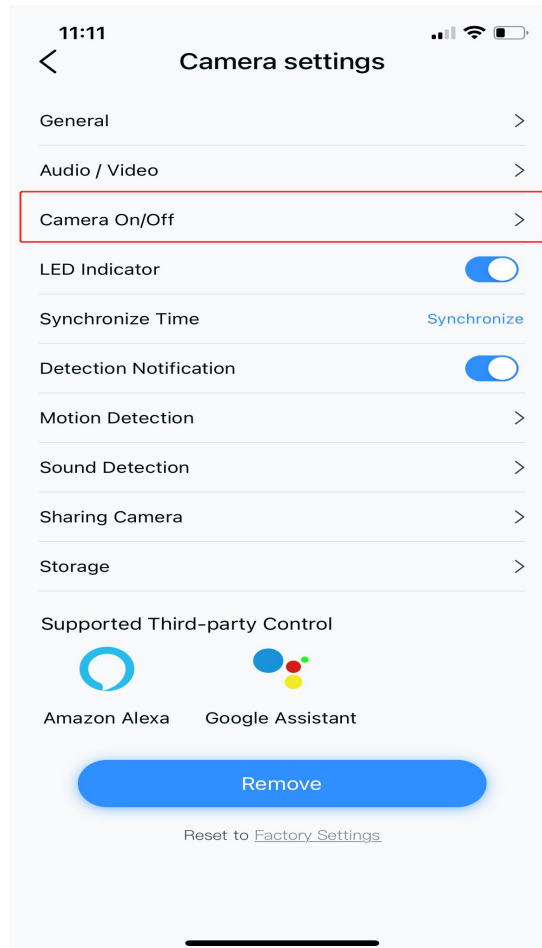 11:11
Camera settings
General
Audio / Video
Camera On/Off
LED Indicator
Synchronize Time Synchronize
Detection Notification
Motion Detection
Sound Detection
Sharing Camera
Storage
Supported Third-party Control
Amazon Alexa Google Assistant
Remove
Reset to Factory Settings